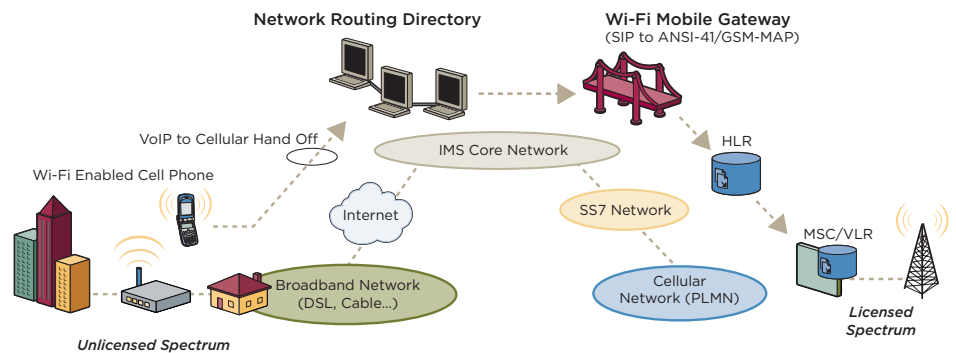 Network Routing Directory
Wi-Fi Mobile Gateway
(SIP to ANSI-41/GSM-MAP)
VoIP to Cellular Hand Off
IMS Core Network
HLR
Wi-Fi Enabled Cell Phone
Internet
SS7 Network
MSC/VLR
Broadband Network
(DSL, Cable...)
Cellular
Network (PLMN)
Licensed
Spectrum
Unlicensed Spectrum